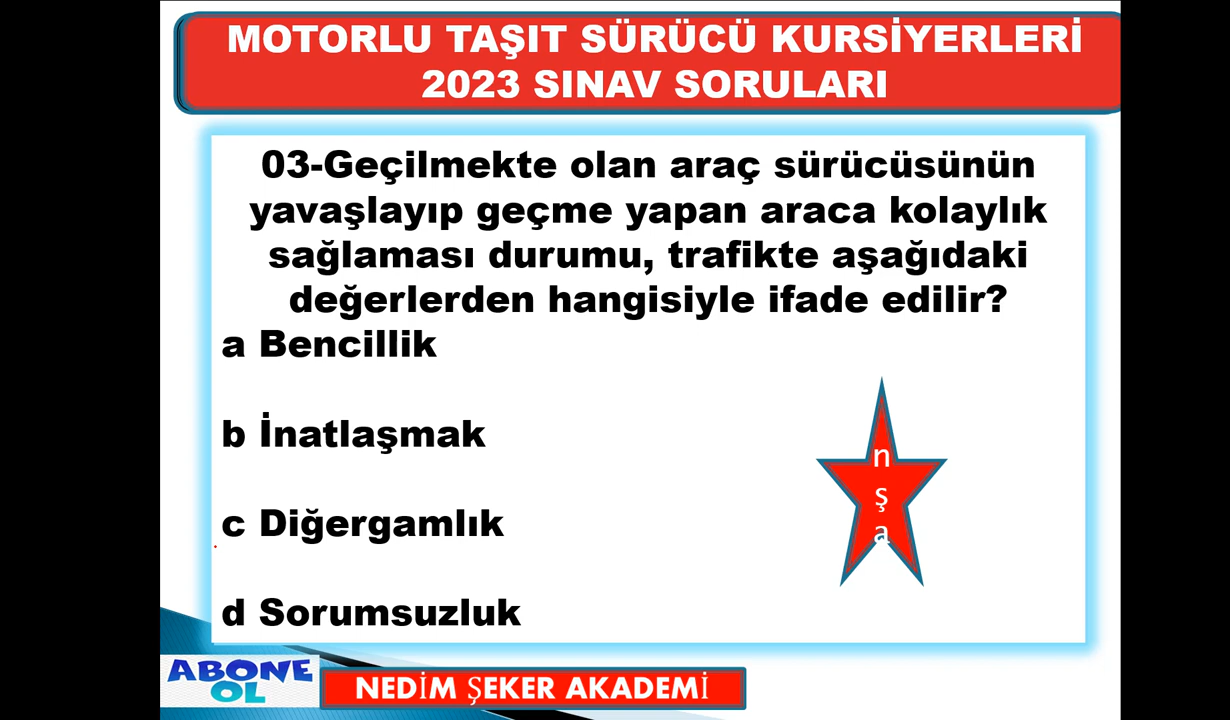 MOTORLU TAŞIT SÜRÜCÜ KURSİYERLERİ
2023 SINAV SORULARI
03-Geçilmekte olan araç sürücüsünün
yavaşlayıp geçme yapan araca kolaylık
sağlaması durumu, trafikte aşağıdaki
değerlerden hangisiyle ifade edilir?
a Bencillik
b İnatlaşmak
c Diğergamlık
d Sorumsuzluk
n
ş
a
ABONE
OL
NEDİM ŞEKER AKADEMİ